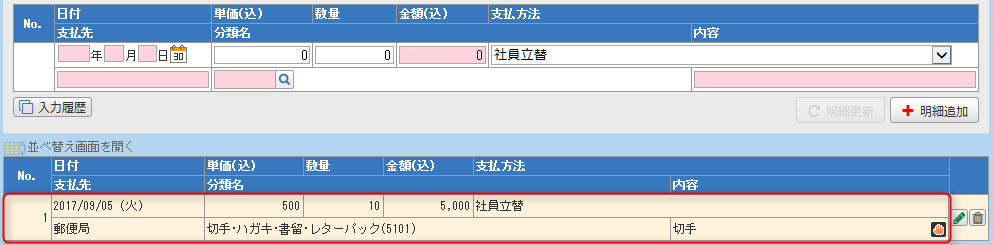 No. 日付 単価(込) 数量 金額(込) 支払方法
支払先 分類名 内容
年 月 日 30 0 0 0 社員立替
入力履歴 明細更新 明細追加
並べ替え画面を開く
No. 日付 単価(込) 数量 金額(込) 支払方法
支払先 分類名 内容
1 2017/09/05 (火) 500 10 5,000 社員立替
郵便局 切手・ハガキ・書留・レターパック(5101) 切手